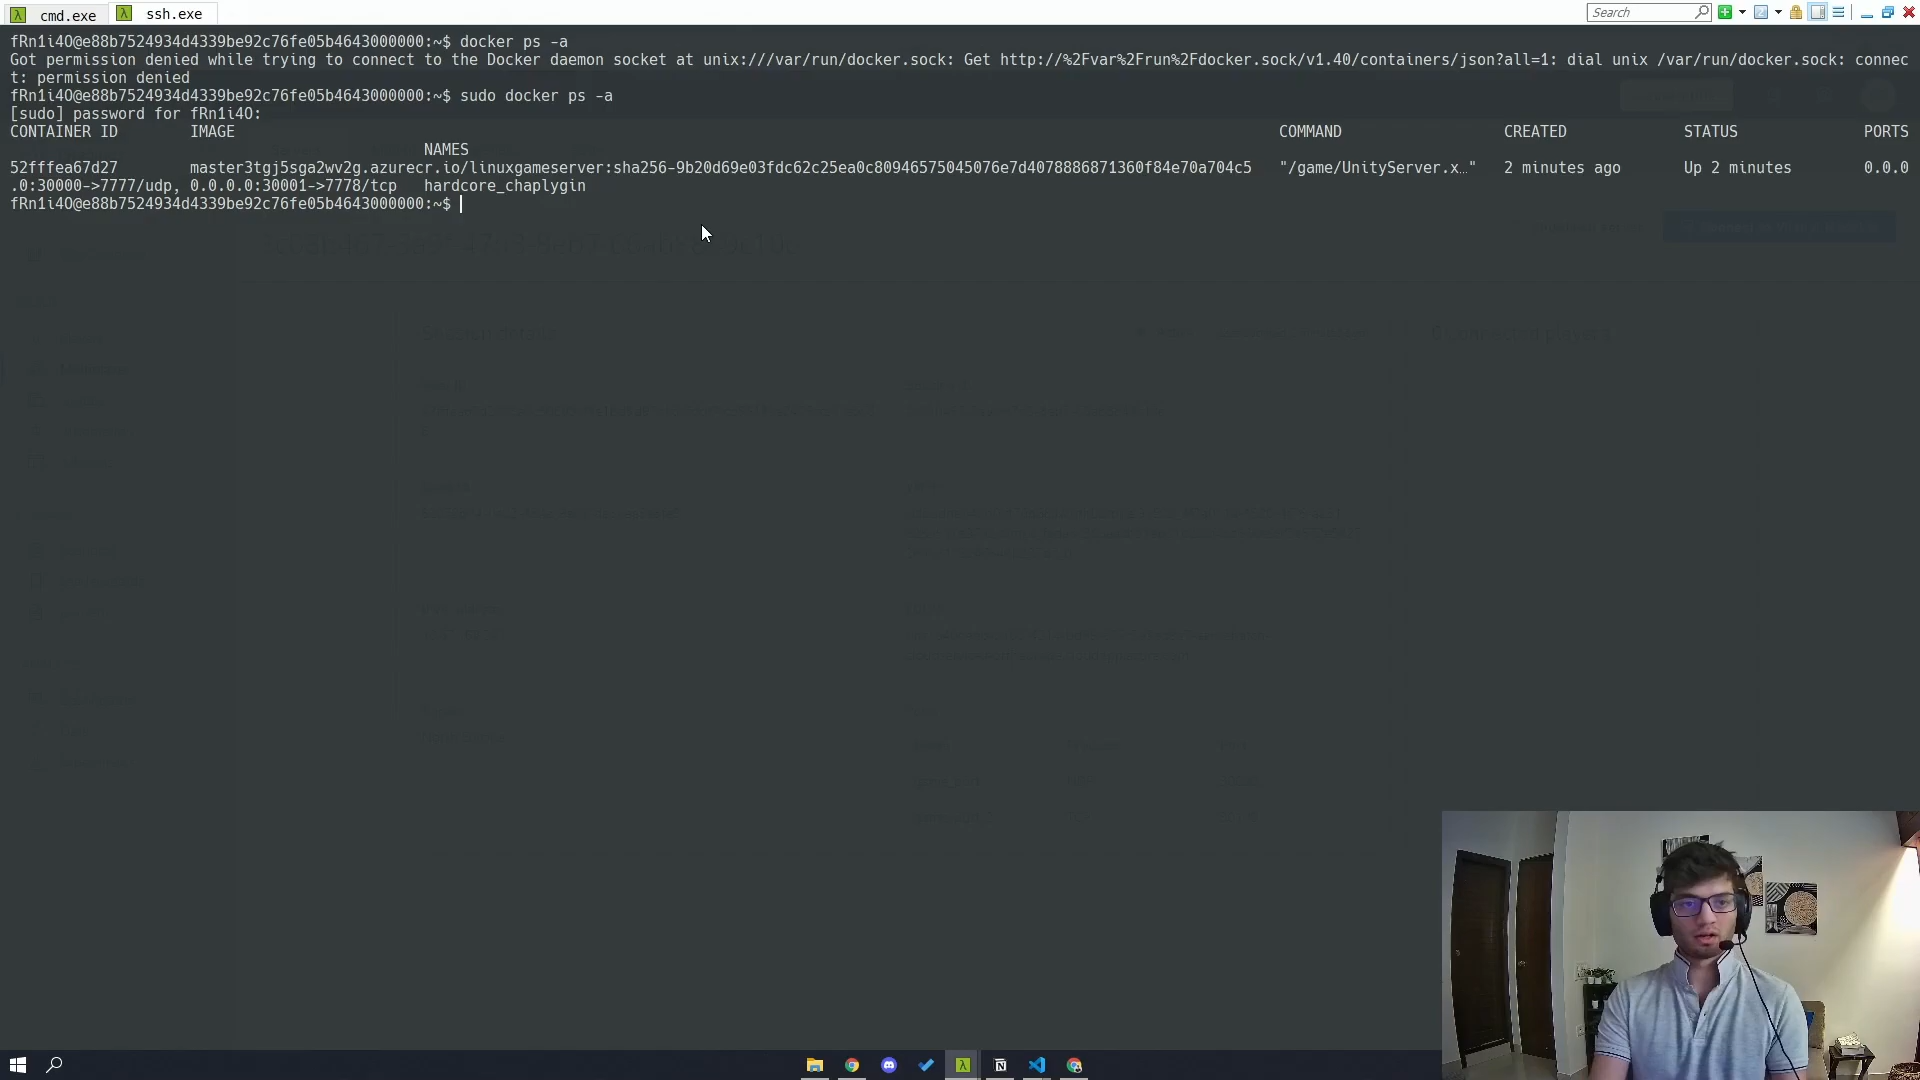 cmd.exe
ssh.exe
Search
fRn1i4O@e88b7524934d4339be92c76fe05b4643000000:~$ docker ps -a
Got permission denied while trying to connect to the Docker daemon socket at unix:///var/run/docker.sock: Get http://%2Fvar%2Frun%2Fdocker.sock/v1.40/containers/json?all=1: dial unix /var/run/docker.sock: connec
t: permission denied
fRn1i4O@e88b7524934d4339be92c76fe05b4643000000:~$ sudo docker ps -a
[sudo] password for fRn1i4O:
CONTAINER ID IMAGE COMMAND CREATED STATUS PORTS
NAMES
52fffea67d27 master3tgj5sga2wv2g.azurecr.io/linuxgameserver:sha256-9b20d69e03fdc62c25ea0c80946575045076e7d4078886871360f84e70a704c5 "/game/UnityServer.x…" 2 minutes ago Up 2 minutes 0.0.0
.0:30000->7777/udp, 0.0.0.0:30001->7778/tcp hardcore_chaplygin
fRn1i4O@e88b7524934d4339be92c76fe05b4643000000:~$